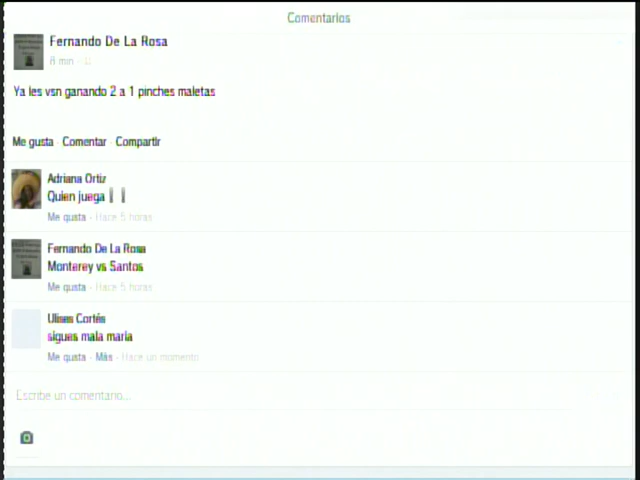 Comentarios
Fernando De La Rosa
8 min
Ya les vsn ganando 2 a 1 pinches maletas
Me gusta · Comentar · Compartir
Adriana Ortiz
Quien juega
Me gusta · Hace 5 horas
Fernando De La Rosa
Monterey vs Santos
Me gusta · Hace 5 horas
Ulises Cortés
sigues mala maria
Me gusta · Más · Hace un momento
Escribe un comentario...